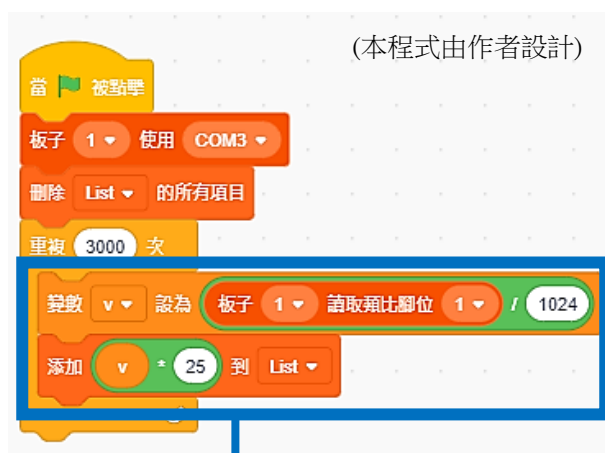 (本程式由作者設計)
當 被點擊
板子 1 使用 COM3
刪除 List 的所有項目
重複 3000 次
變數 v 設為 板子 1 讀取類比腳位 1 / 1024
添加 v * 25 到 List